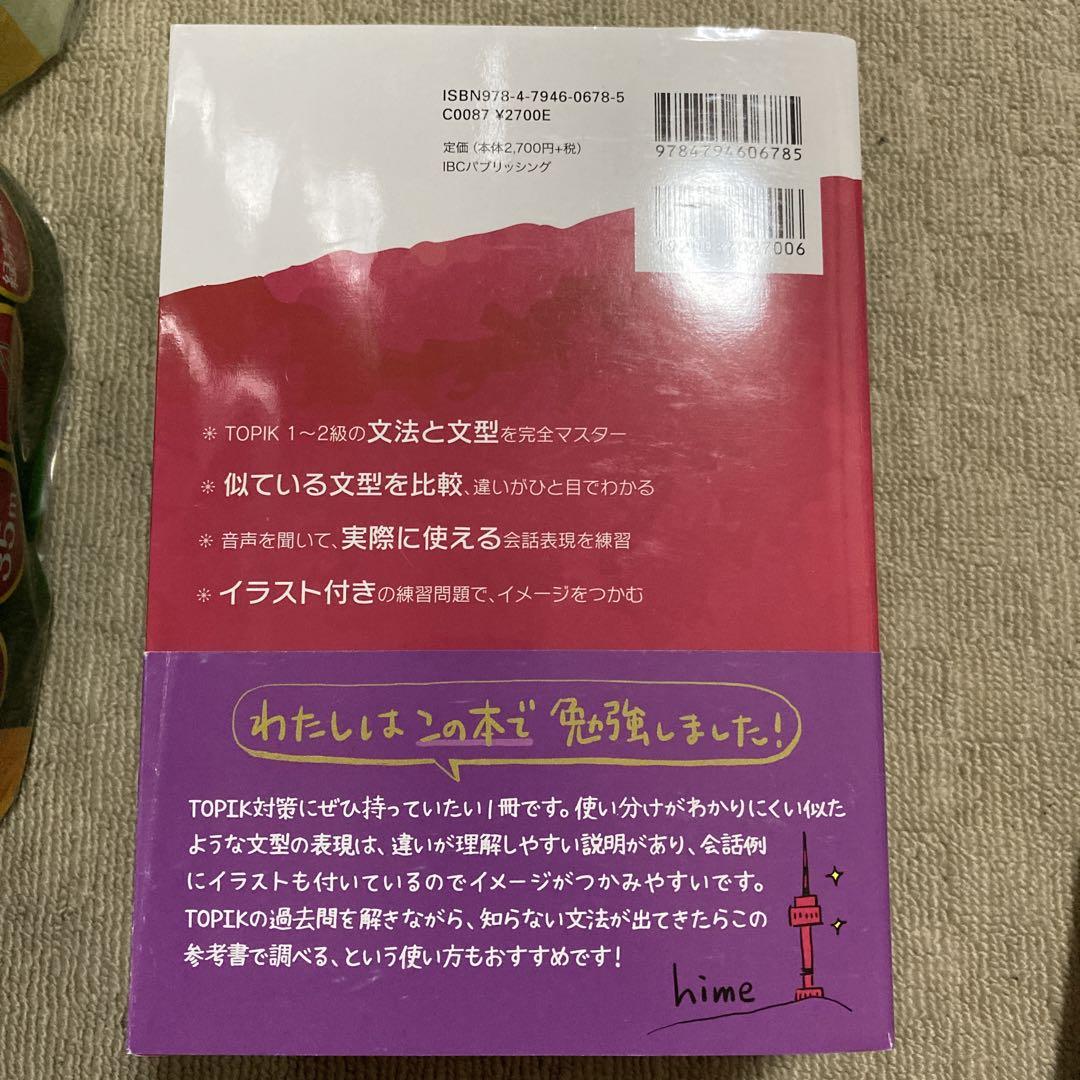 ISBN978-4-7946-0678-5
C0087 ¥2700E
定価（本体2,700円+税）
IBCパブリッシング
9784794606785
7006
＊ TOPIK 1〜2級の文法と文型を完全マスター
＊ 似ている文型を比較、違いがひと目でわかる
＊ 音声を聞いて、実際に使える会話表現を練習
＊ イラスト付きの練習問題で、イメージをつかむ
わたしはこの本で勉強しました！
TOPIK対策にぜひ持っていたい1冊です。使い分けがわかりにくい似た
ような文型の表現は、違いが理解しやすい説明があり、会話例
にイラストも付いているのでイメージがつかみやすいです。
TOPIKの過去問を解きながら、知らない文法が出てきたらこの
参考書で調べる、という使い方もおすすめです！
hime
35m